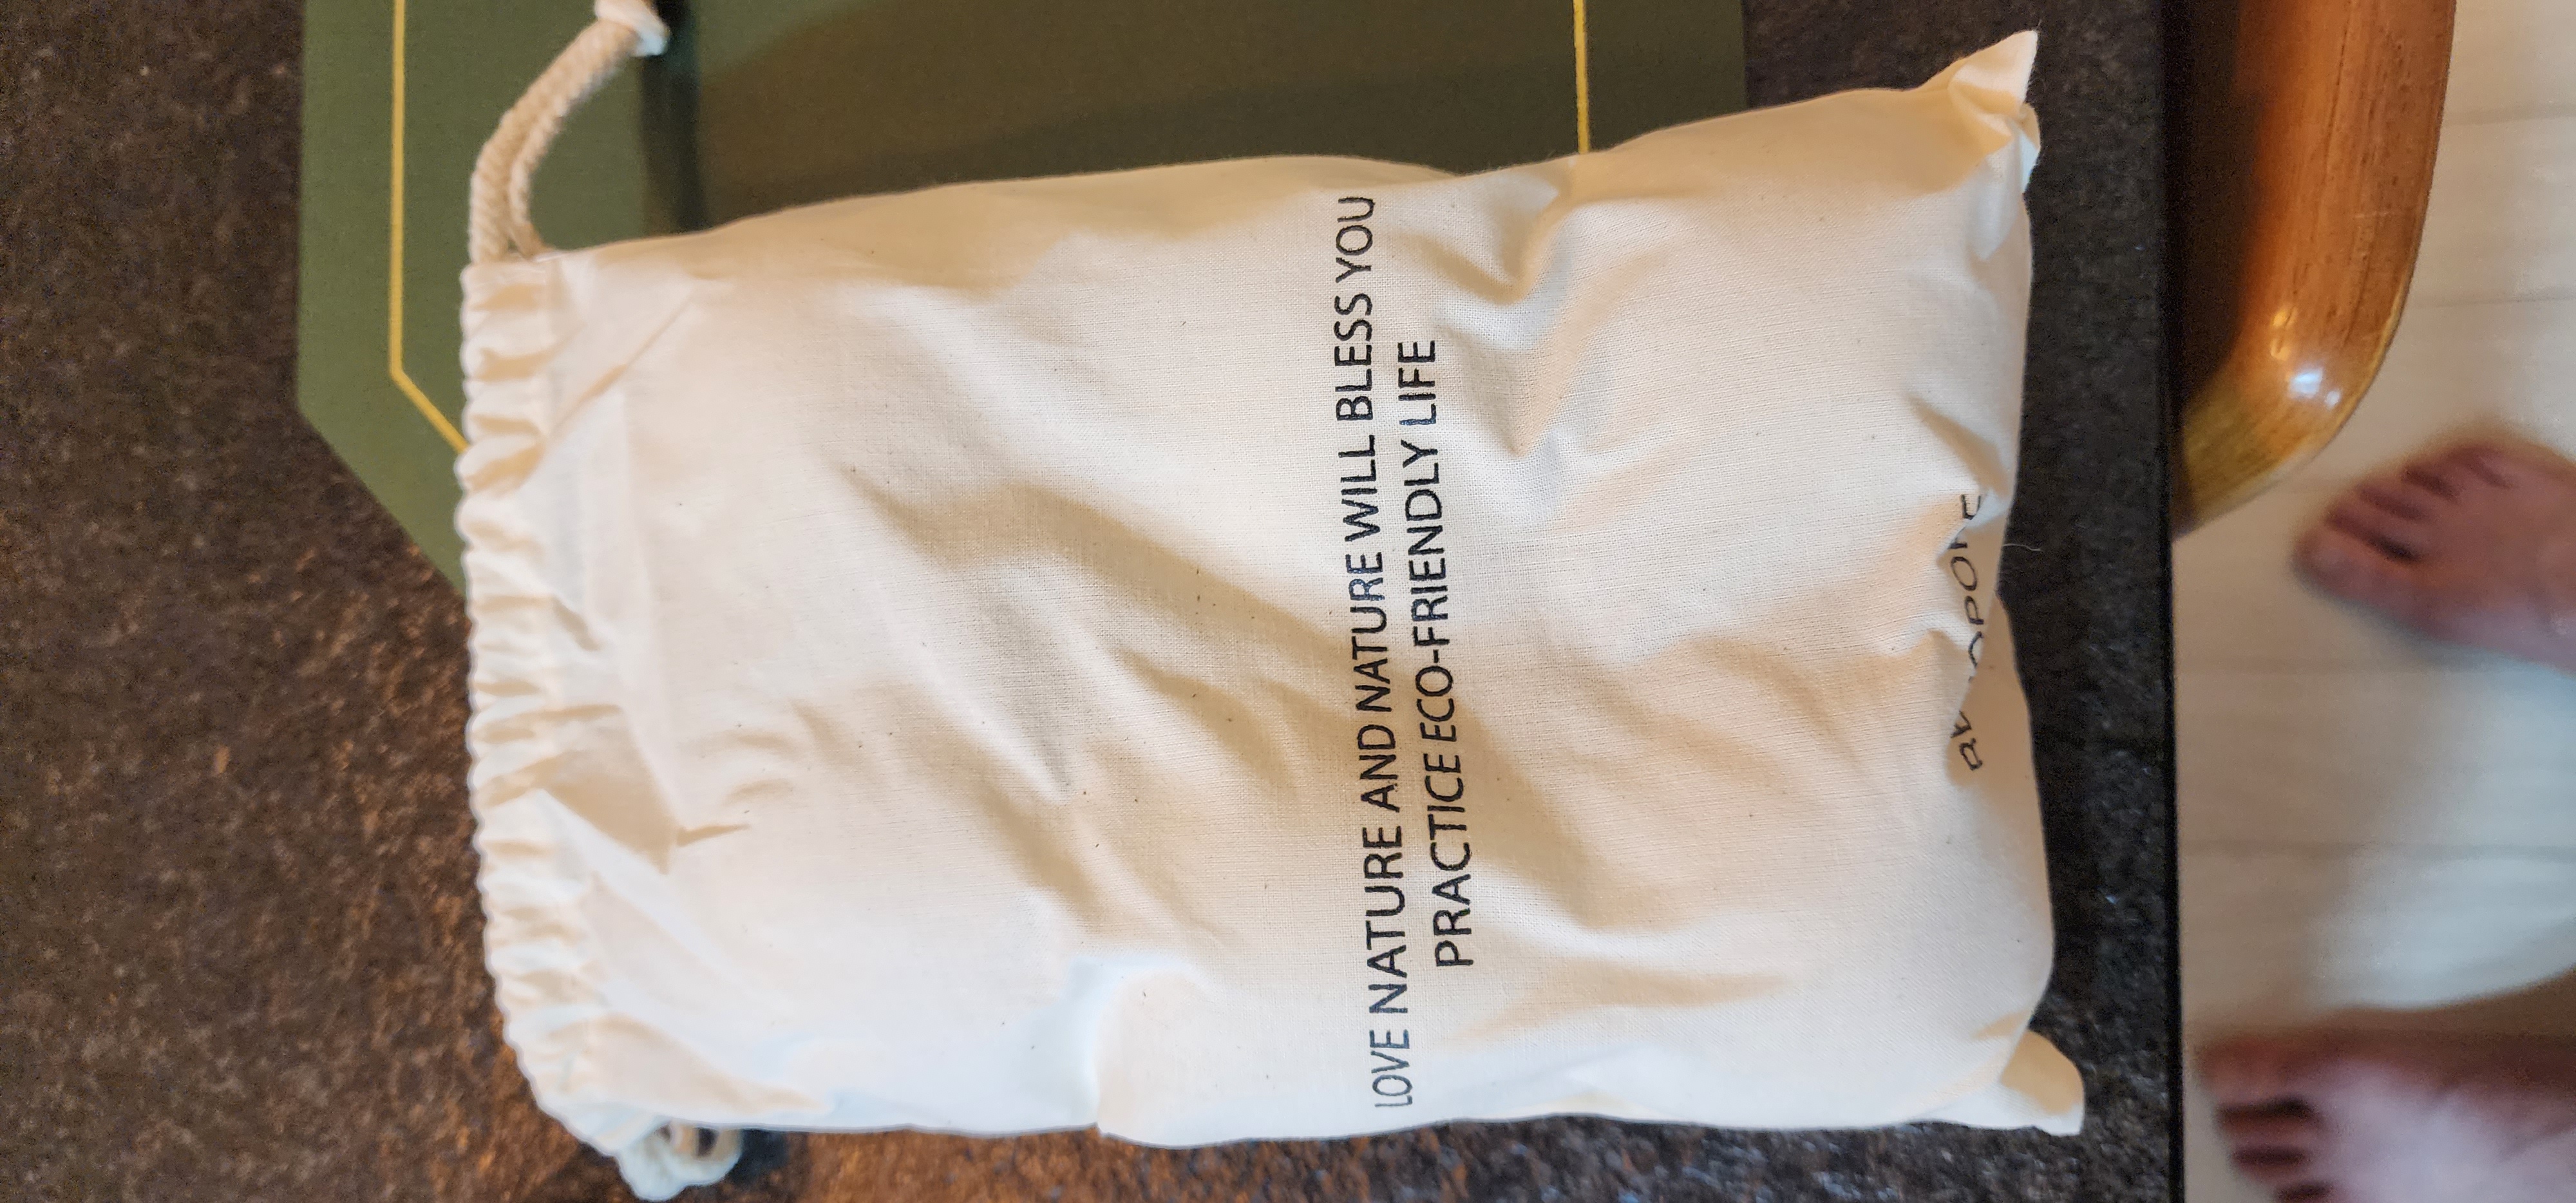 LOVE NATURE AND NATURE WILL BLESS YOU
PRACTICE ECO-FRIENDLY LIFE